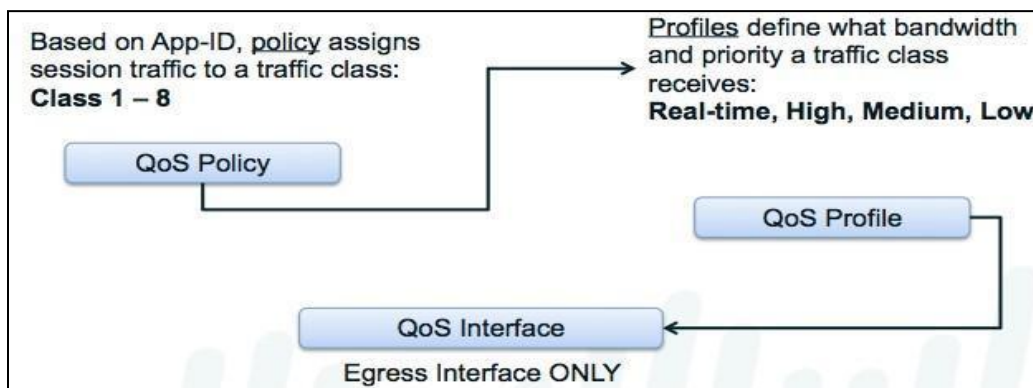 Based on App-ID, policy assigns
session traffic to a traffic class:
Class 1 – 8
Profiles define what bandwidth
and priority a traffic class
receives:
Real-time, High, Medium, Low
QoS Policy
QoS Profile
QoS Interface
Egress Interface ONLY